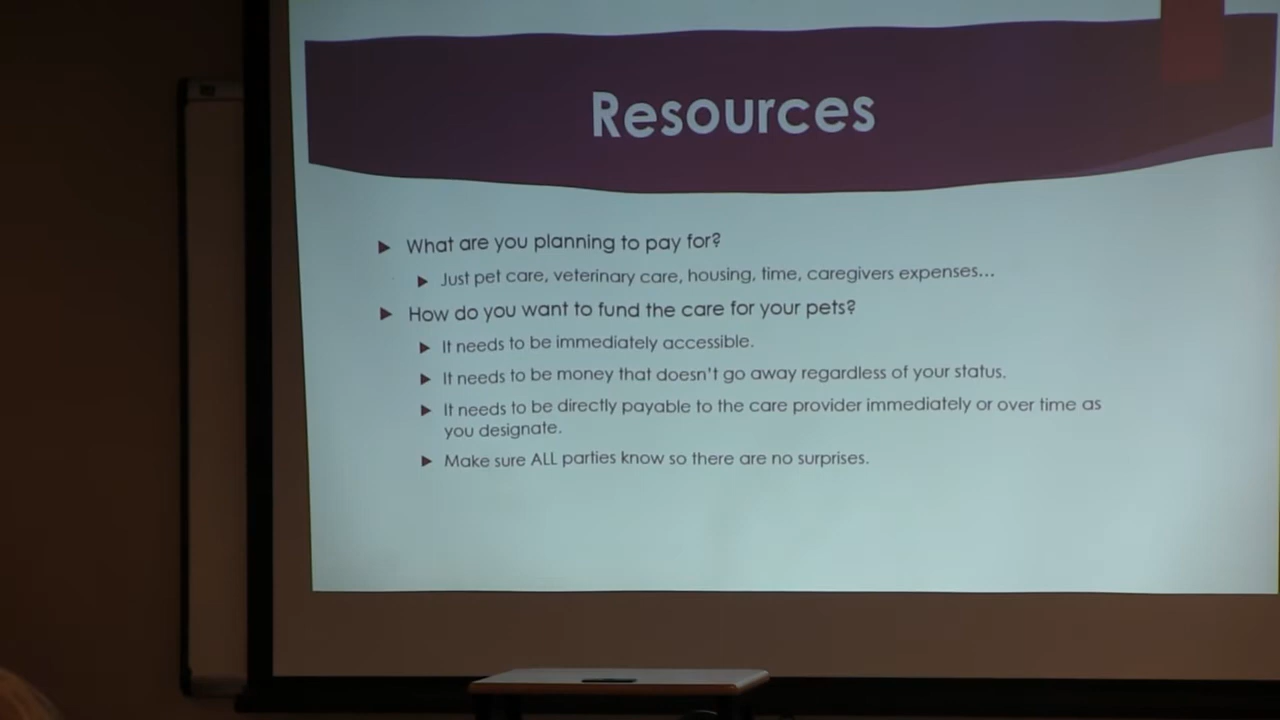 Resources
What are you planning to pay for?
Just pet care, veterinary care, housing, time, caregivers expenses...
How do you want to fund the care for your pets?
It needs to be immediately accessible.
It needs to be money that doesn't go away regardless of your status.
It needs to be directly payable to the care provider immediately or over time as
you designate.
Make sure ALL parties know so there are no surprises.